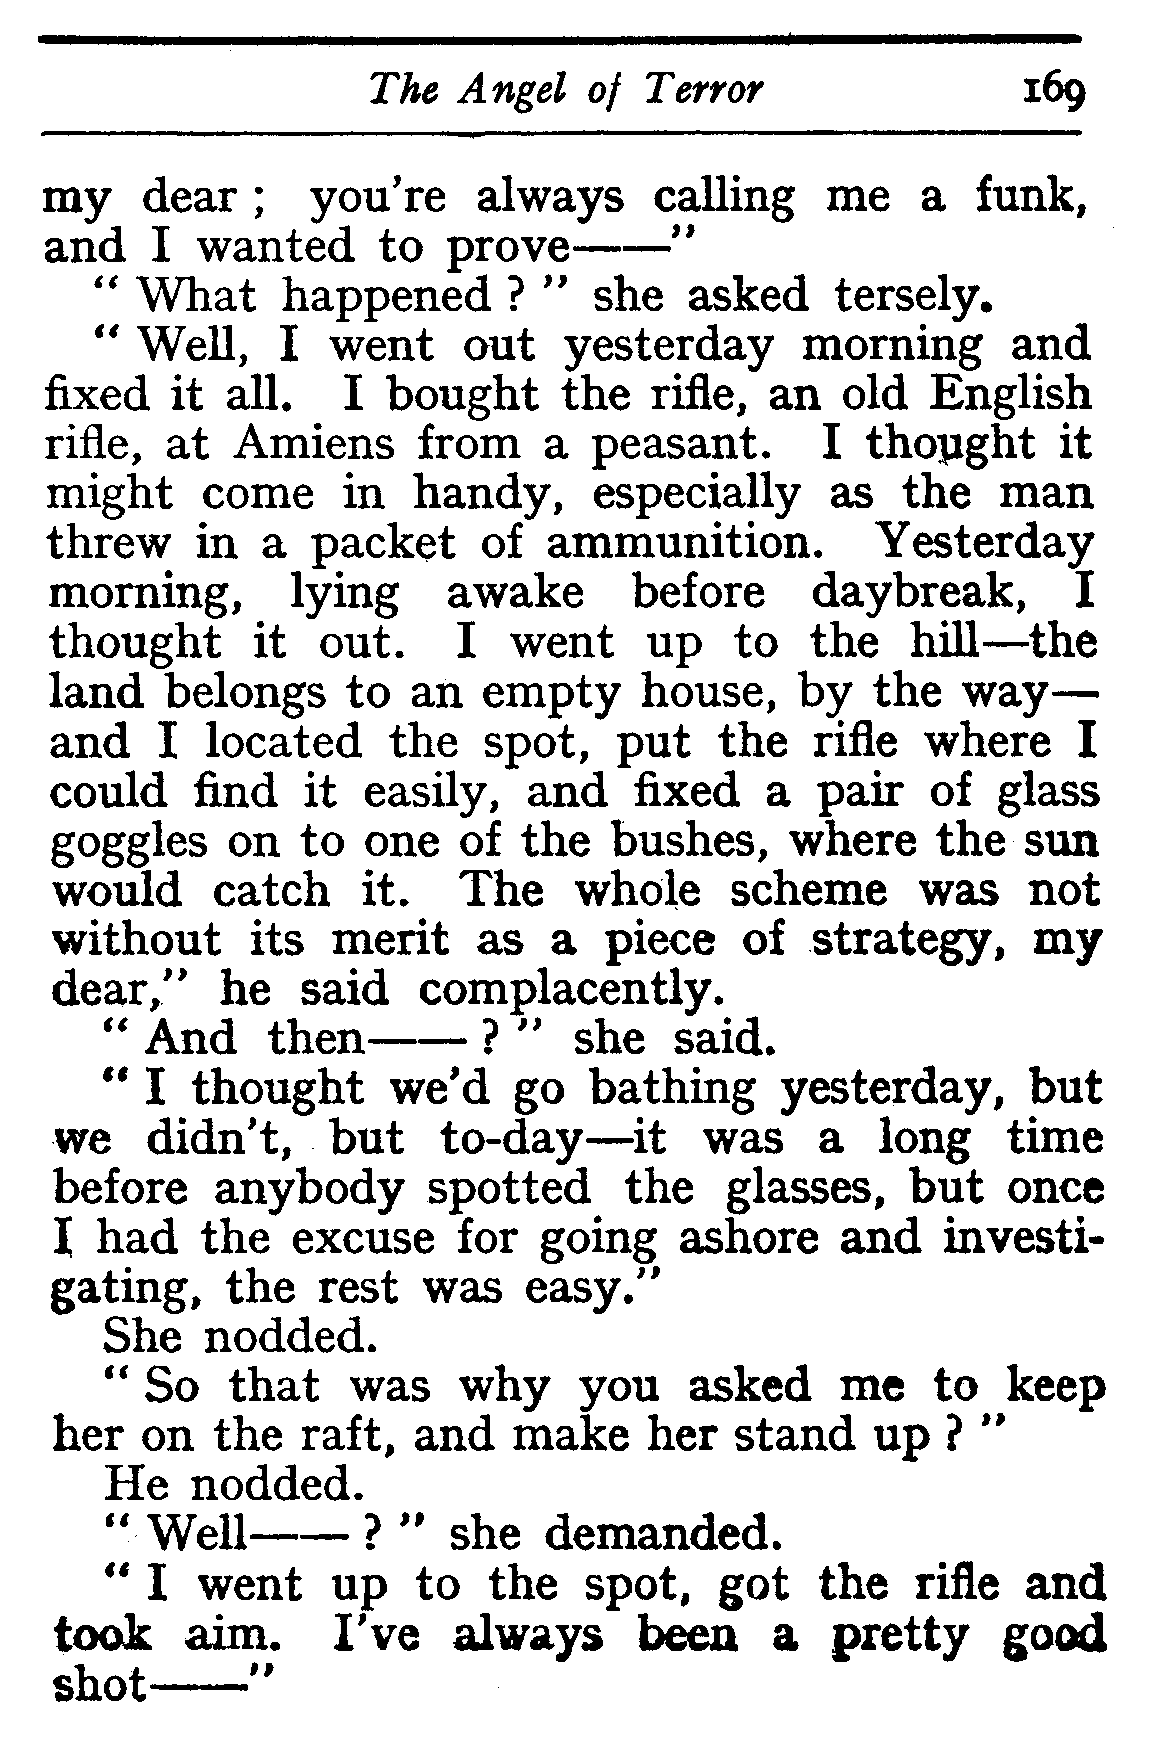 The Angel of Terror 169
my dear ; you're always calling me a funk,
and I wanted to prove——"
" What happened ? " she asked tersely.
" Well, I went out yesterday morning and
fixed it all. I bought the rifle, an old English
rifle, at Amiens from a peasant. I thought it
might come in handy, especially as the man
threw in a packet of ammunition. Yesterday
morning, lying awake before daybreak, I
thought it out. I went up to the hill—the
land belongs to an empty house, by the way—
and I located the spot, put the rifle where I
could find it easily, and fixed a pair of glass
goggles on to one of the bushes, where the sun
would catch it. The whole scheme was not
without its merit as a piece of strategy, my
dear," he said complacently.
" And then—— ? " she said.
" I thought we'd go bathing yesterday, but
we didn't, but to-day—it was a long time
before anybody spotted the glasses, but once
I had the excuse for going ashore and investi-
gating, the rest was easy."
She nodded.
" So that was why you asked me to keep
her on the raft, and make her stand up ? "
He nodded.
" Well—— ? " she demanded.
" I went up to the spot, got the rifle and
took aim. I've always been a pretty good
shot——"